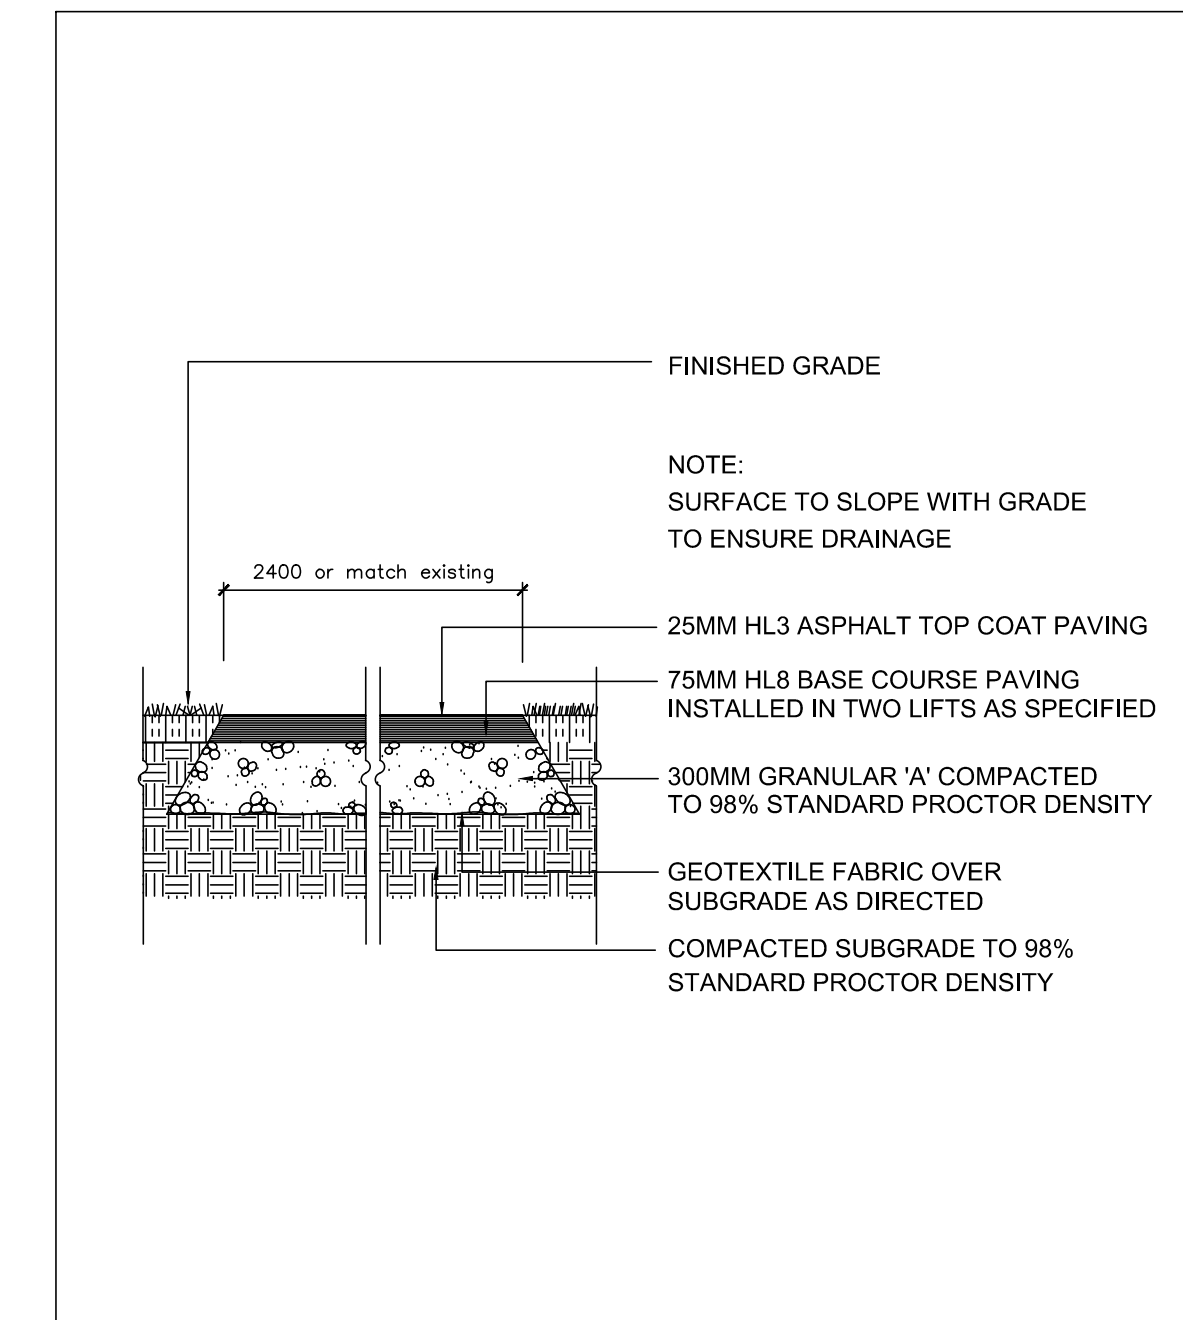 FINISHED GRADE
NOTE:
SURFACE TO SLOPE WITH GRADE
TO ENSURE DRAINAGE
2400 or match existing
25MM HL3 ASPHALT TOP COAT PAVING
75MM HL8 BASE COURSE PAVING
INSTALLED IN TWO LIFTS AS SPECIFIED
300MM GRANULAR 'A' COMPACTED
TO 98% STANDARD PROCTOR DENSITY
GEOTEXTILE FABRIC OVER
SUBGRADE AS DIRECTED
COMPACTED SUBGRADE TO 98%
STANDARD PROCTOR DENSITY